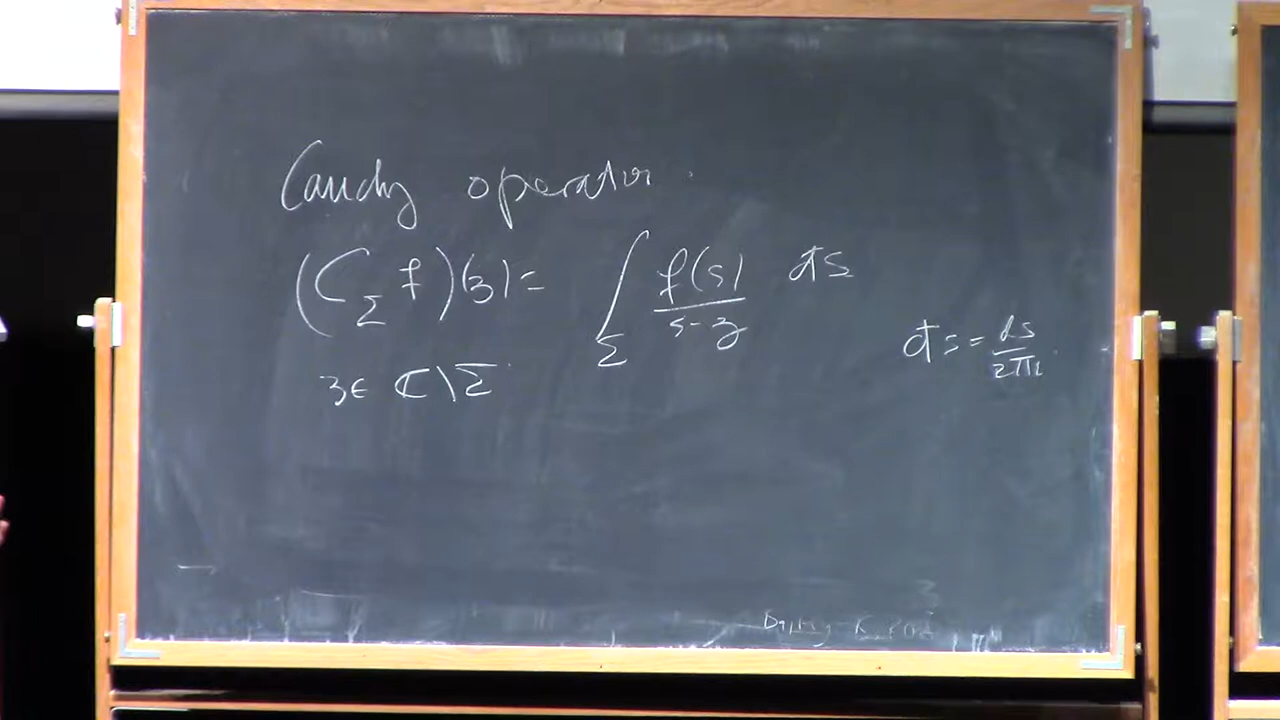 Cauchy operator.
(C_Σ f)(z) = ∫_Σ f(s)/(s-z) đs
đs = ds/2πi
z ∈ ℂ\Σ